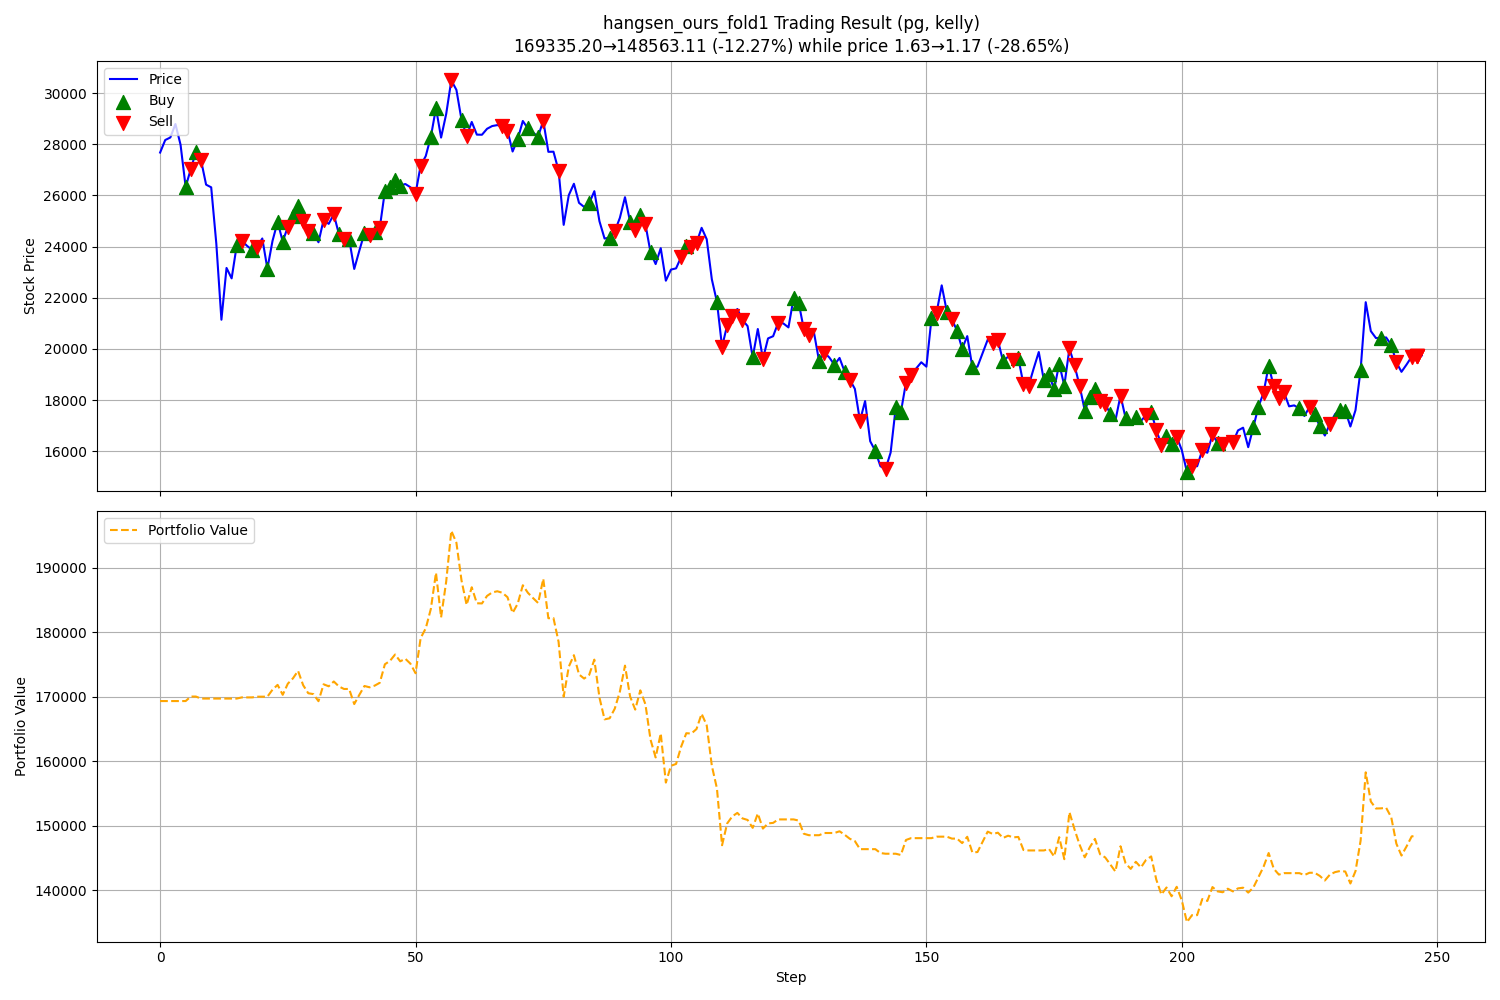 hangsen_ours_fold1 Trading Result (pg, kelly)
169335.20→148563.11 (-12.27%) while price 1.63→1.17 (-28.65%)
Price
Buy
Sell
Stock Price
30000
28000
26000
24000
22000
20000
18000
16000
Portfolio Value
Portfolio Value
190000
180000
170000
160000
150000
140000
0 50 100 150 200 250
Step